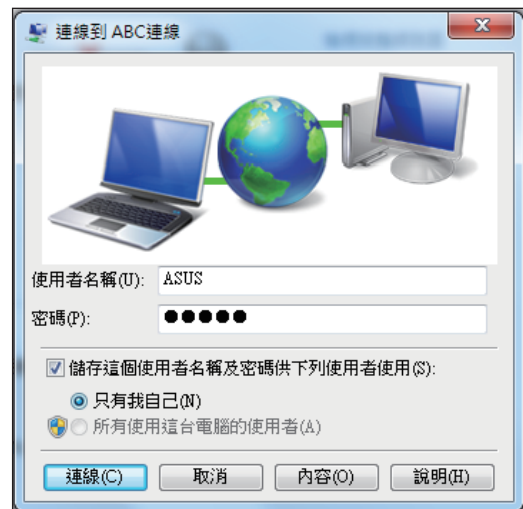 連線到 ABC連線
使用者名稱(U): ASUS
密碼(P): ●●●●●
儲存這個使用者名稱及密碼供下列使用者使用(S):
只有我自己(N)
所有使用這台電腦的使用者(A)
連線(C) 取消 內容(O) 說明(H)